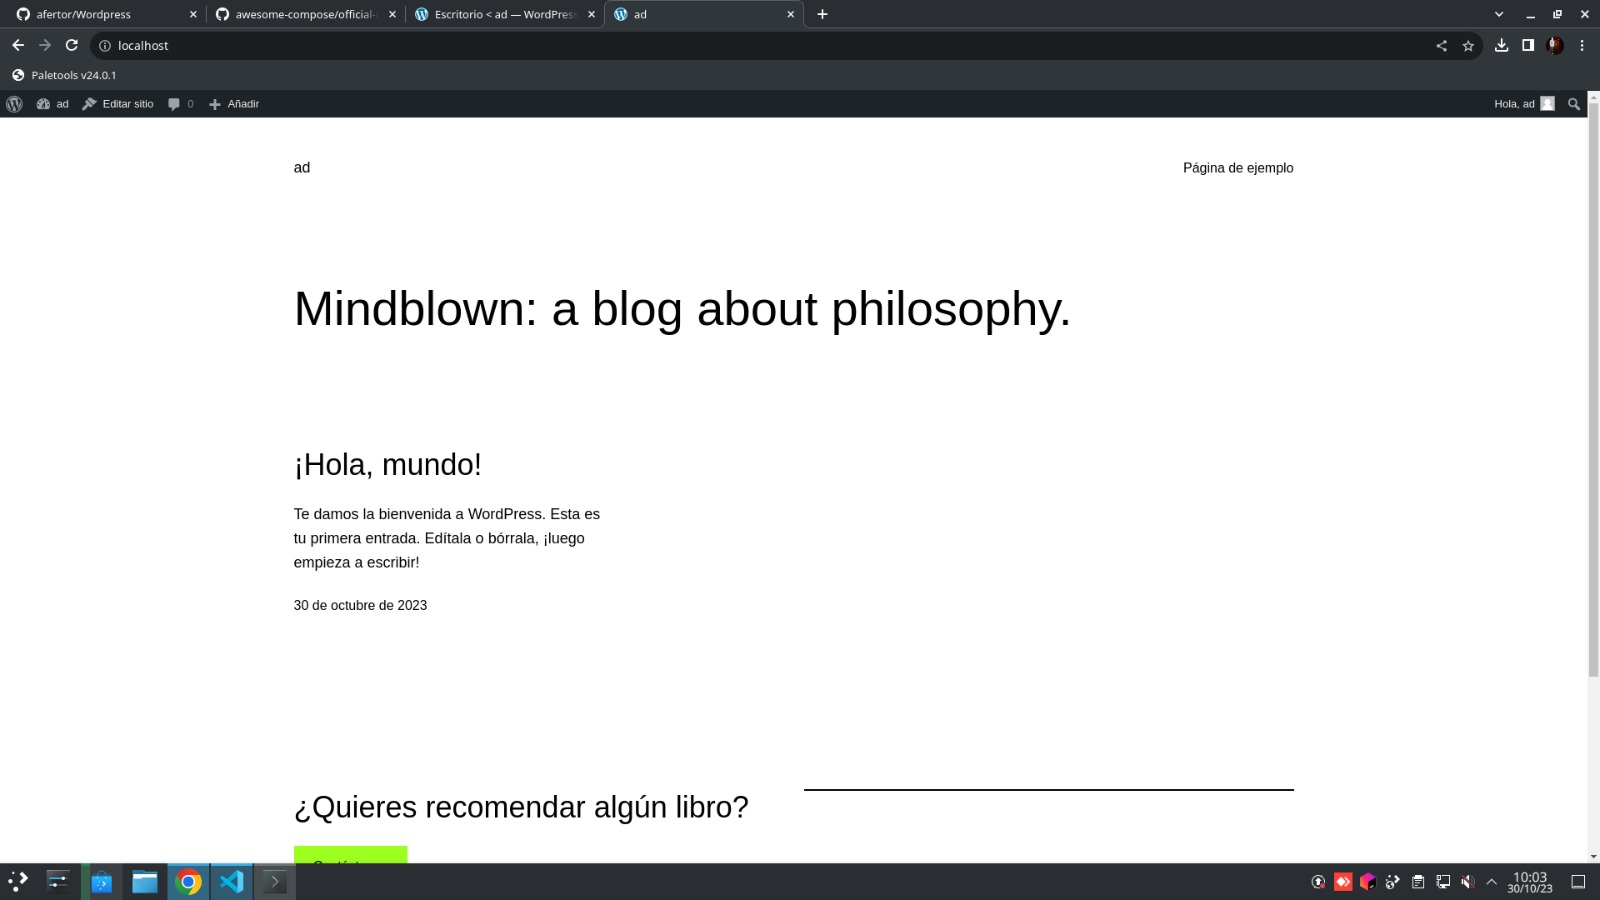 afertor/Wordpress
awesome-compose/official-
Escritorio < ad — WordPress
ad
localhost
Paletools v24.0.1
ad
Editar sitio
0
Añadir
Hola, ad
ad
Página de ejemplo
Mindblown: a blog about philosophy.
¡Hola, mundo!
Te damos la bienvenida a WordPress. Esta es
tu primera entrada. Edítala o bórrala, ¡luego
empieza a escribir!
30 de octubre de 2023
¿Quieres recomendar algún libro?
10:03
30/10/23